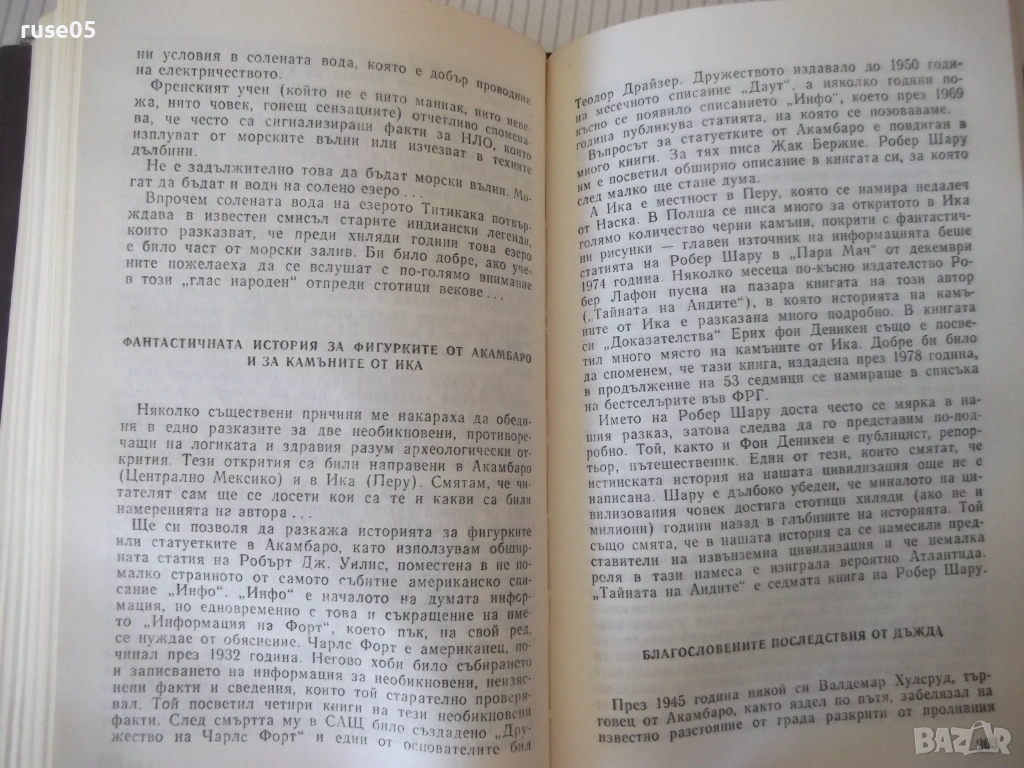 ruse05
ни условия в солената вода, която е добър проводник
на електричеството.
Френският учен (който не е нито маниак, нито неве-
жа, нито човек, гонещ сензациите) отчетливо спомена-
ва, че често са сигнализирани факти за НЛО, които
изплуват от морските вълни или изчезват в техните
дълбини.
Не е задължително това да бъдат морски вълни. Мо-
гат да бъдат и води на солено езеро...
Впрочем солената вода на езерото Титикака потвър-
ждава в известен смисъл старите индиански легенди,
които разказват, че преди хиляди години това езеро
е било част от морски залив. Би било добре, ако уче-
ните пожелаеха да се вслушат с по-голямо внимание
в този „глас народен“ отпреди стотици векове...
ФАНТАСТИЧНАТА ИСТОРИЯ ЗА ФИГУРКИТЕ ОТ АКАМБАРО
И ЗА КАМЪНИТЕ ОТ ИКА
Няколко съществени причини ме накараха да обеди-
ня в едно разказите за две необикновени, противоре-
чащи на логиката и здравия разум археологически от-
крития. Тези открития са били направени в Акамбаро
(Централно Мексико) и в Ика (Перу). Смятам, че чи-
тателят сам ще се досети кои са те и какви са били
намеренията на автора...
Ще си позволя да разкажа историята за фигурките
или статуетките в Акамбаро, като използувам обшир-
ната статия на Робърт Дж. Уилис, поместена в не по-
малко странното от самото събитие американско спи-
сание „Инфо“. „Инфо“ е началото на думата инфор-
мация, но едновременно с това и съкращение на име-
то „Информация на Форт“, което пък, на свой ред,
се нуждае от обяснение. Чарлс Форт е американец, по-
чинал през 1932 година. Негово хоби било събирането
и записването на информация за необикновени, неизяс-
нени факти и сведения, които той старателно проверя-
вал. Той посветил четири книги на тези необикновени
факти. След смъртта му в САЩ било създадено „Дру-
жество на Чарлс Форт“ и един от основателите бил
Теодор Драйзер. Дружеството издавало до 1950 годи-
на месечното списание „Даут“, а няколко години по-
късно се появило списанието „Инфо“, което през 1969
година публикува статията, на която се позоваваме.
Въпросът за статуетките от Акамбаро е повдиган в
много книги. За тях писа Жак Бержие. Робер Шару
им е посветил обширно описание в книгата си, за която
след малко ще стане дума.
А Ика е местност в Перу, която се намира недалеч
от Наска. В Полша се писа много за откритото в Ика
голямо количество черни камъни, покрити с фантастич-
ни рисунки — главен източник на информацията беше
статията на Робер Шару в „Пари Мач“ от декември
1974 година. Няколко месеца по-късно издателство Ро-
бер Лафон пусна на пазара книгата на този автор
(„Тайната на Андите“), в която историята на камъ-
ните от Ика е разказана много подробно. В книгата
си „Доказателства“ Ерих фон Деникен също е посве-
тил много място на камъните от Ика. Добре би било
да споменем, че тази книга, издадена през 1978 година,
в продължение на 53 седмици се намираше в списъка
на бестселърите във ФРГ.
Името на Робер Шару доста често се мярка в на-
шия разказ, затова следва да го представим по-под-
робно. Той, както и Фон Деникен е публицист, репор-
тьор, пътешественик. Един от тези, които смятат, че
истинската история на нашата цивилизация още не е
написана. Шару е дълбоко убеден, че миналото на ци-
вилизования човек достига стотици хиляди (ако не и
милиони) години назад в глъбините на историята. Той
също смята, че в нашата история са се намесили пред-
ставители на извънземна цивилизация и че немалка
роля в тази намеса е изиграла вероятно Атлантида.
„Тайната на Андите“ е седмата книга на Робер Шару.
БЛАГОСЛОВЕНИТЕ ПОСЛЕДСТВИЯ ОТ ДЪЖДА
През 1945 година някой си Валдемар Хулсруд, тър-
говец от Акамбаро, както яздел по пътя, забелязал на
известно разстояние от града разкрити от проливния
BAZAR